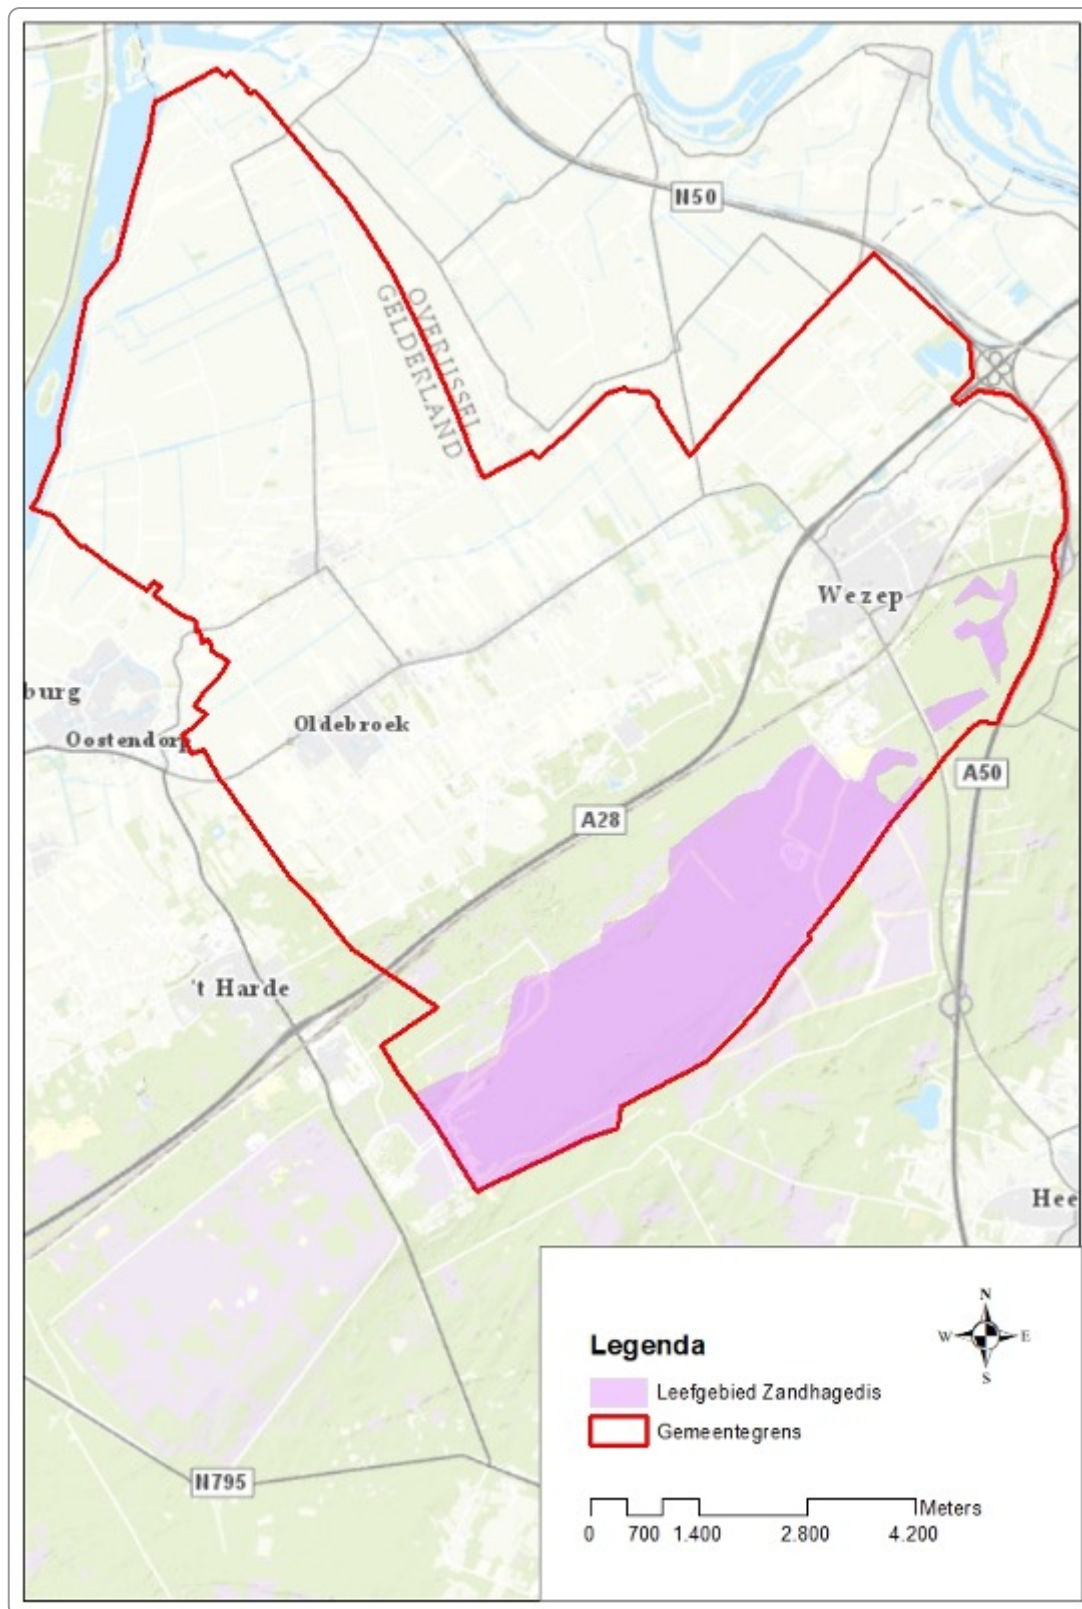 N50
OVERIJSSEL
GELDERLAND
Wezep
burg
Oostendorp
Oldebroek
A50
A28
't Harde
Hee
N
W E
S
Legenda
Leefgebied Zandhagedis
Gemeentegrens
N795
Meters
0 700 1.400 2.800 4.200